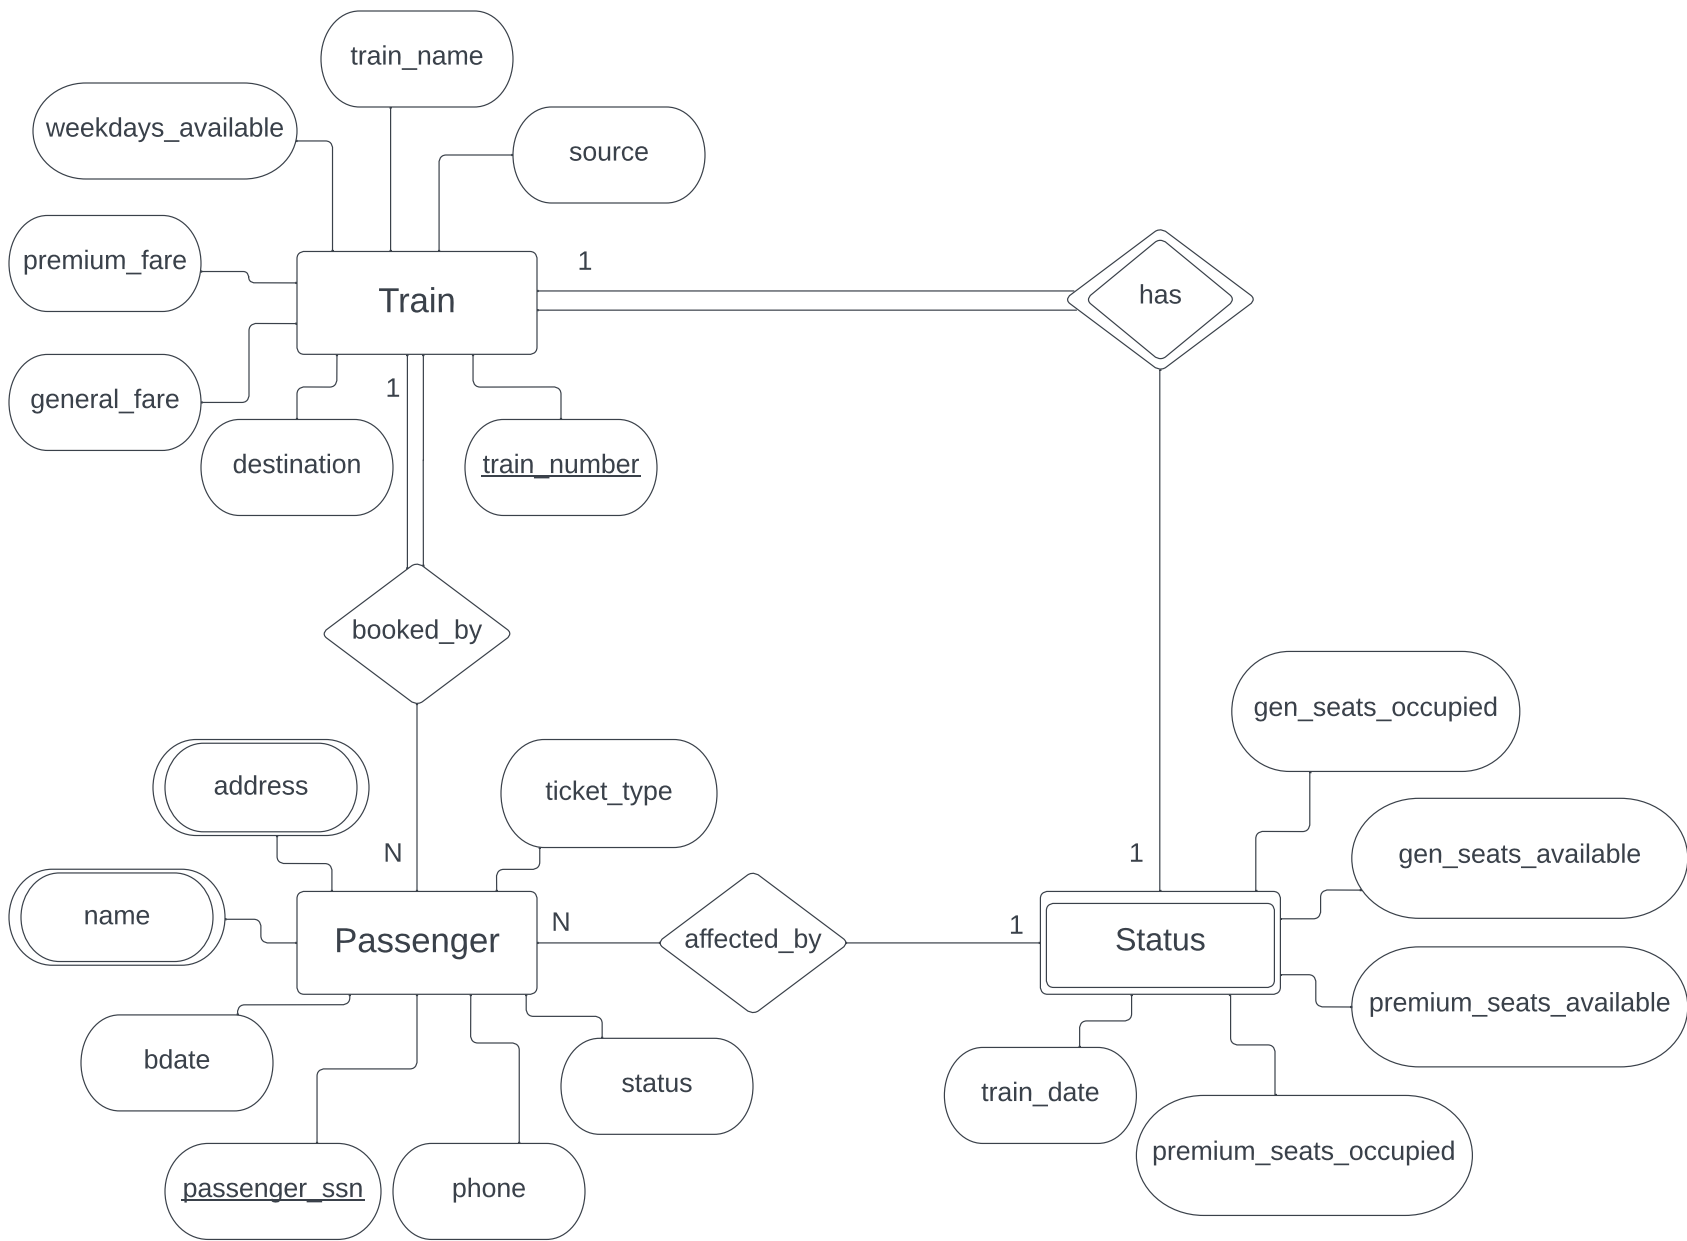 train_name
weekdays_available
source
premium_fare
1
Train
has
general_fare
1
destination
train_number
booked_by
gen_seats_occupied
address
ticket_type
N
1
gen_seats_available
name
N
1
Passenger
affected_by
Status
premium_seats_available
bdate
status
train_date
premium_seats_occupied
passenger_ssn
phone